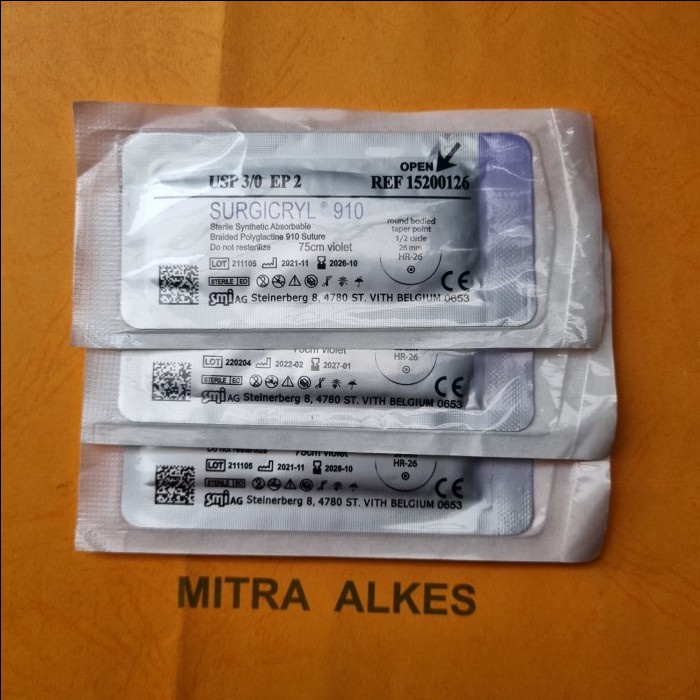 OPEN
USP 3/0 EP 2 REF 15200126
SURGICRYL® 910
Sterile Synthetic Absorbable
Braided Polyglactine 910 Suture
Do not resterilize 75cm violet
round bodied
taper point
1/2 circle
26 mm
HR-26
LOT 211105 2021-11 2026-10
STERILE EO
CE
smi AG Steinerberg 8, 4780 ST. VITH BELGIUM 0653
75cm violet
HR-26
LOT 220204 2022-02 2027-01
STERILE EO
CE
smi AG Steinerberg 8, 4780 ST. VITH BELGIUM 0653
Do not resterilize 75cm violet
26 mm
HR-26
LOT 211105 2021-11 2026-10
STERILE EO
CE
smi AG Steinerberg 8, 4780 ST. VITH BELGIUM 0653
MITRA ALKES